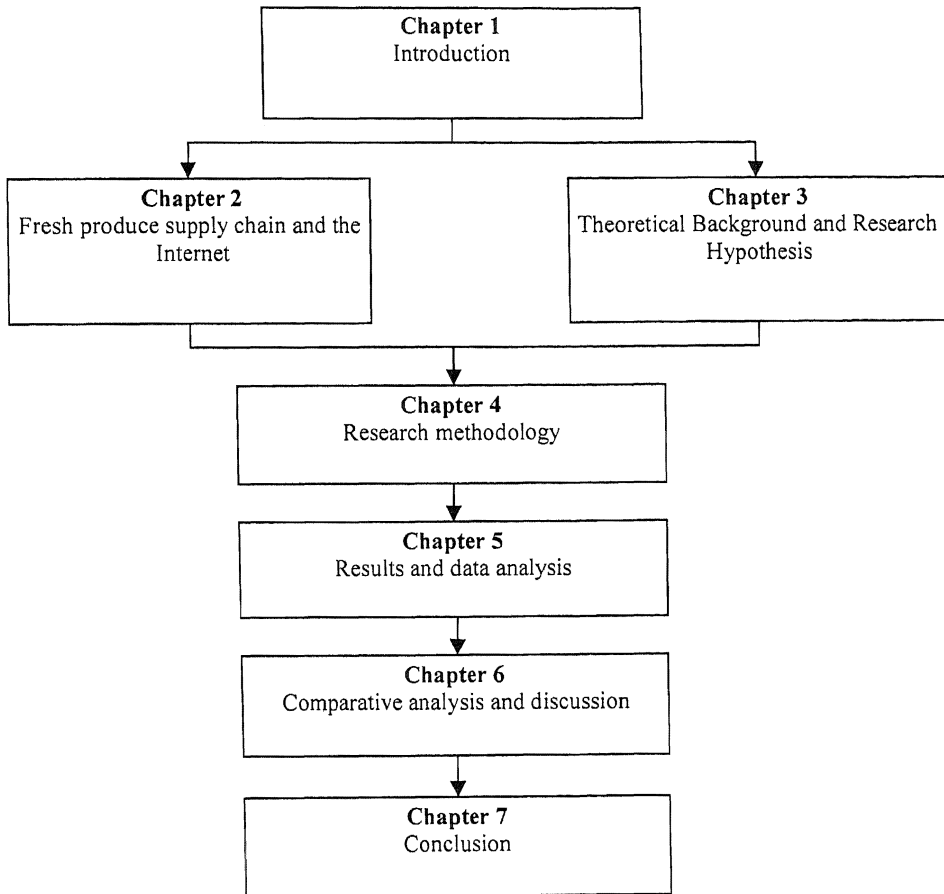 Chapter 1
Introduction
Chapter 2
Fresh produce supply chain and the
Internet
Chapter 3
Theoretical Background and Research
Hypothesis
Chapter 4
Research methodology
Chapter 5
Results and data analysis
Chapter 6
Comparative analysis and discussion
Chapter 7
Conclusion